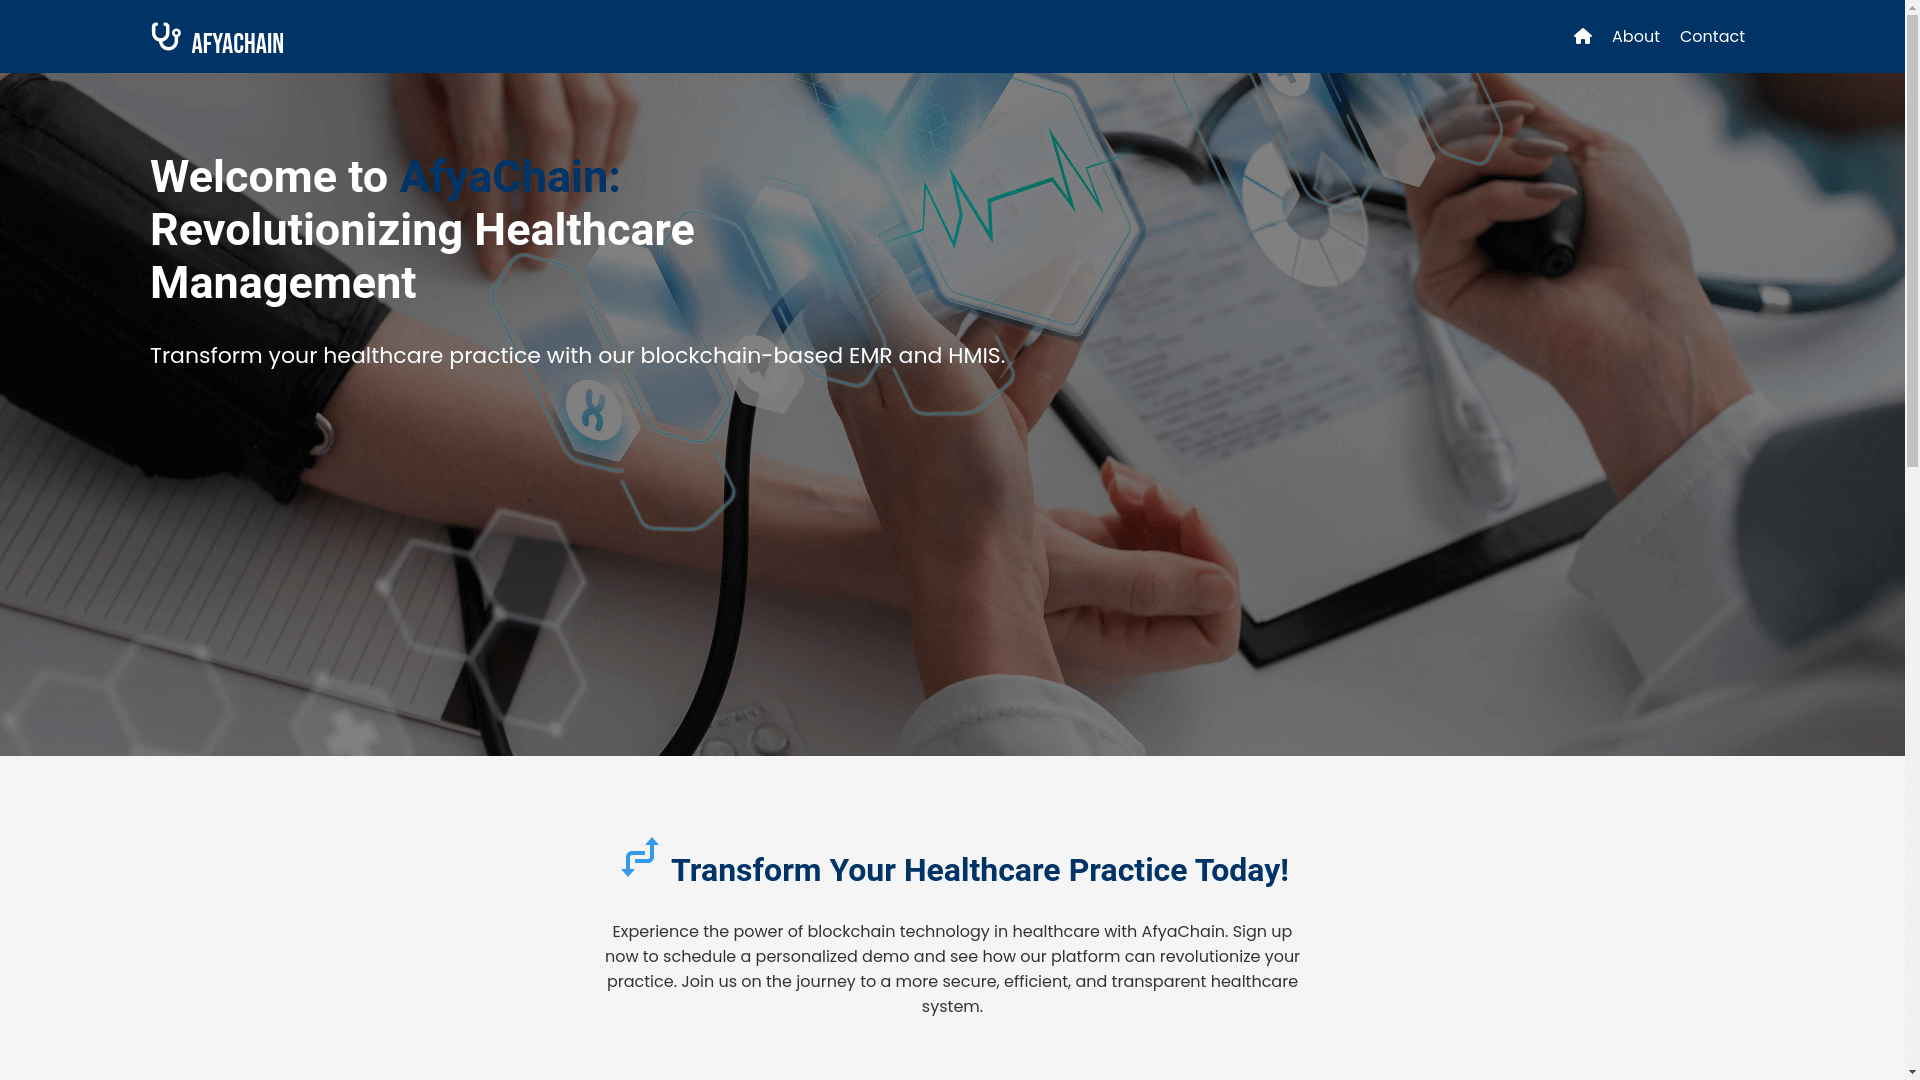 AFYACHAIN
About
Contact
Welcome to AfyaChain:
Revolutionizing Healthcare
Management
Transform your healthcare practice with our blockchain-based EMR and HMIS.
Transform Your Healthcare Practice Today!
Experience the power of blockchain technology in healthcare with AfyaChain. Sign up
now to schedule a personalized demo and see how our platform can revolutionize your
practice. Join us on the journey to a more secure, efficient, and transparent healthcare
system.